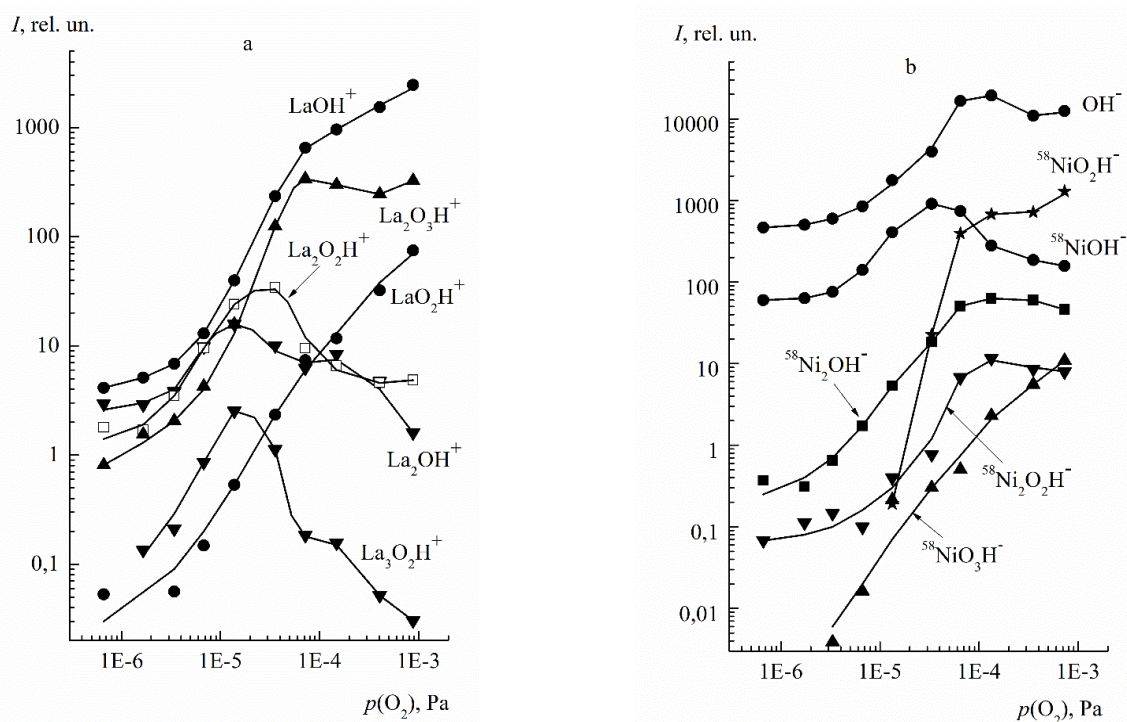 I, rel. un.
a
1000
100
10
1
0,1
1E-6
1E-5
1E-4
1E-3
p(O₂), Pa
LaOH⁺
La₂O₃H⁺
La₂O₂H⁺
LaO₂H⁺
La₂OH⁺
La₃O₂H⁺
I, rel. un.
b
10000
1000
100
10
1
0,1
0,01
1E-6
1E-5
1E-4
1E-3
p(O₂), Pa
OH⁻
⁵⁸NiO₂H⁻
⁵⁸NiOH⁻
⁵⁸Ni₂OH⁻
⁵⁸Ni₂O₂H⁻
⁵⁸NiO₃H⁻